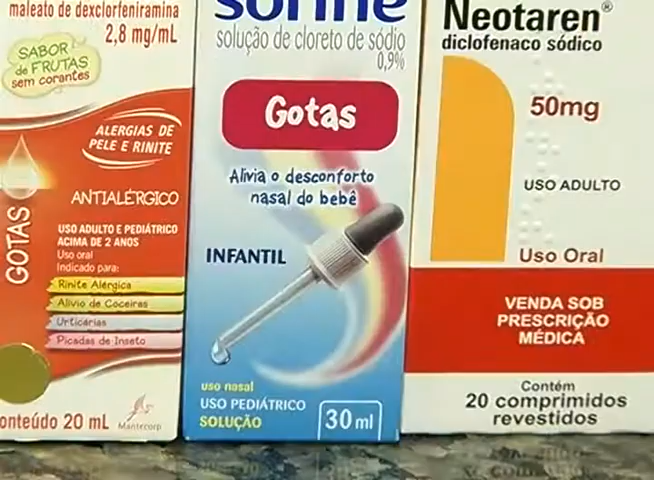 maleato de dexclorfeniramina
2,8 mg/mL
SABOR
de FRUTAS
sem corantes
ALERGIAS DE
PELE E RINITE
ANTIALÉRGICO
GOTAS
USO ADULTO E PEDIÁTRICO
ACIMA DE 2 ANOS
Uso oral
Indicado para:
Rinite Alérgica
Alívio de Coceiras
Urticárias
Picadas de Inseto
onteúdo 20 mL
Mantecorp
solução de cloreto de sódio
0,9%
Gotas
Alivia o desconforto
nasal do bebê
INFANTIL
uso nasal
USO PEDIÁTRICO
SOLUÇÃO
30 ml
Neotaren®
diclofenaco sódico
50mg
USO ADULTO
Uso Oral
VENDA SOB
PRESCRIÇÃO
MÉDICA
Contém
20 comprimidos
revestidos